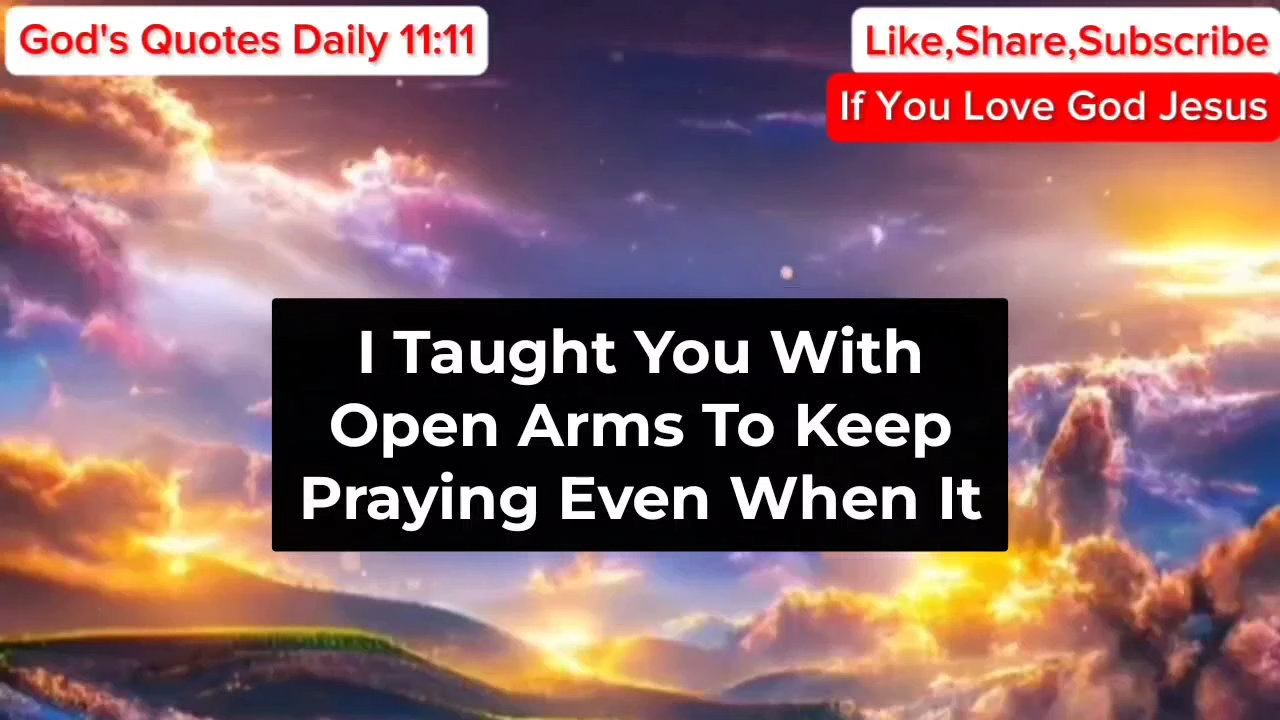 God's Quotes Daily 11:11
Like,Share,Subscribe
If You Love God Jesus
I Taught You With
Open Arms To Keep
Praying Even When It